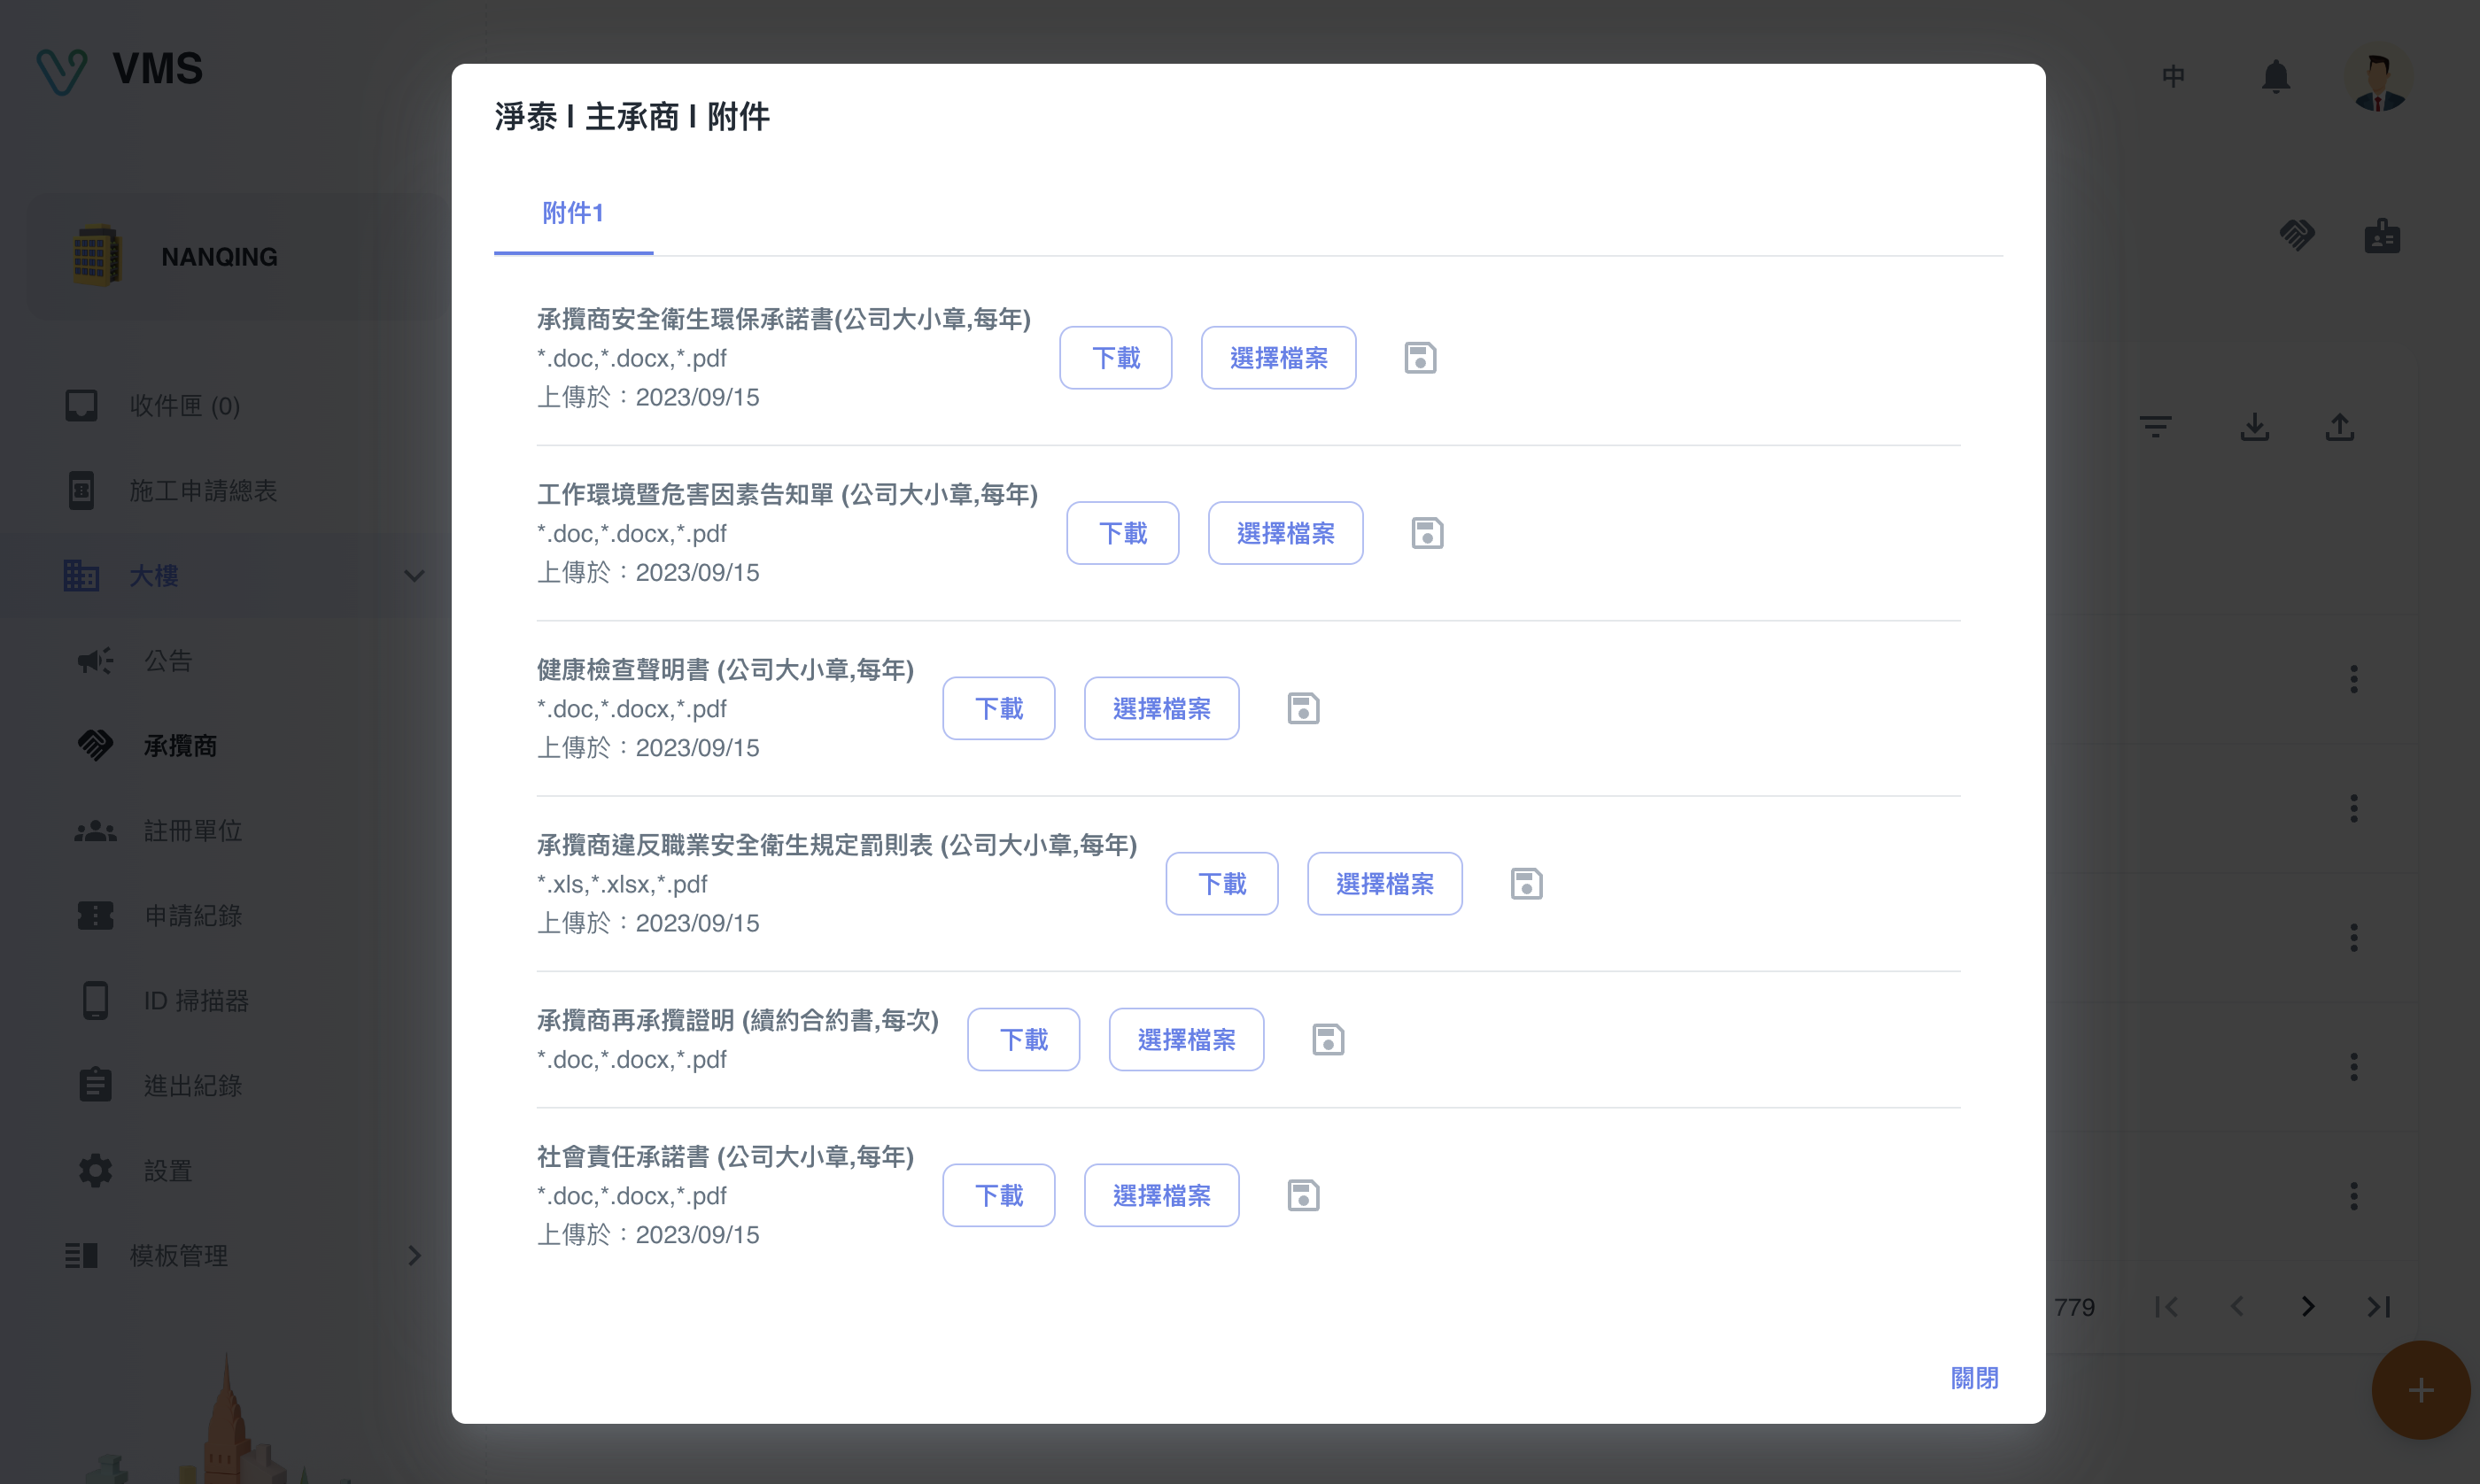 VMS
中
NANQING
收件匣 (0)
施工申請總表
大樓
公告
承攬商
註冊單位
申請紀錄
ID 掃描器
進出紀錄
設置
模板管理
淨泰 I 主承商 I 附件
附件1
承攬商安全衛生環保承諾書(公司大小章,每年)
*.doc,*.docx,*.pdf
上傳於：2023/09/15
下載
選擇檔案
工作環境暨危害因素告知單 (公司大小章,每年)
*.doc,*.docx,*.pdf
上傳於：2023/09/15
下載
選擇檔案
健康檢查聲明書 (公司大小章,每年)
*.doc,*.docx,*.pdf
上傳於：2023/09/15
下載
選擇檔案
承攬商違反職業安全衛生規定罰則表 (公司大小章,每年)
*.xls,*.xlsx,*.pdf
上傳於：2023/09/15
下載
選擇檔案
承攬商再承攬證明 (續約合約書,每次)
*.doc,*.docx,*.pdf
下載
選擇檔案
社會責任承諾書 (公司大小章,每年)
*.doc,*.docx,*.pdf
上傳於：2023/09/15
下載
選擇檔案
779
關閉